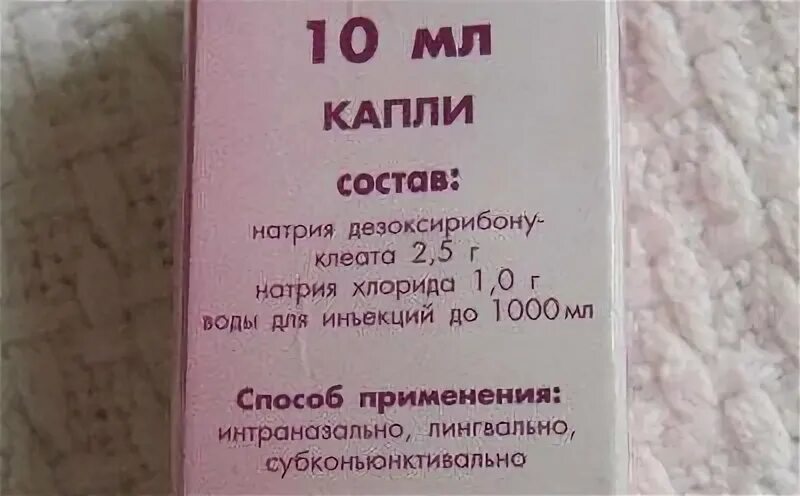 10 мл
КАПЛИ
состав:
натрия дезоксирибону-
клеата 2,5 г
натрия хлорида 1,0 г
воды для инъекций до 1000 мл
Способ применения:
интраназально, лингвально,
субконъюнктивально